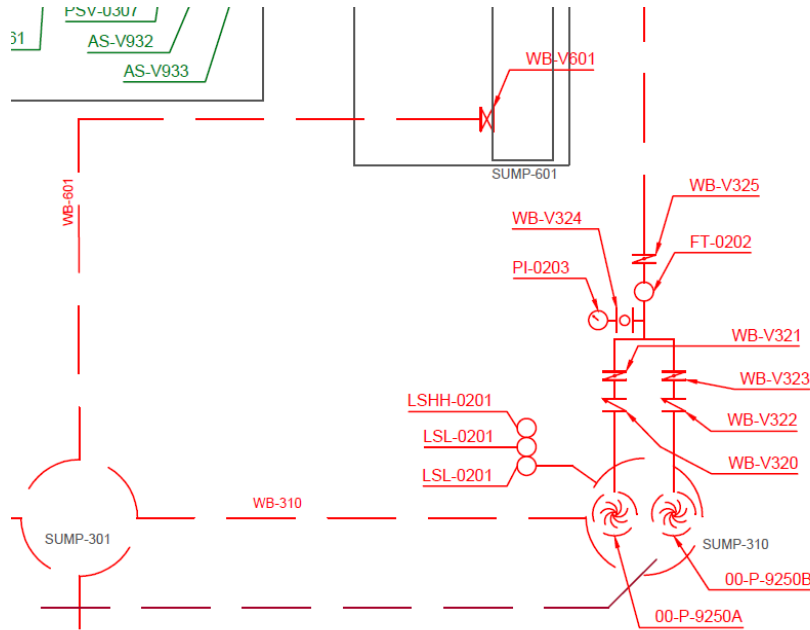 PSV-0307
61
AS-V932
AS-V933
WB-V601
SUMP-601
WB-601
WB-V325
WB-V324
FT-0202
PI-0203
WB-V321
WB-V323
LSHH-0201
WB-V322
LSL-0201
WB-V320
LSL-0201
WB-310
SUMP-301
SUMP-310
00-P-9250B
00-P-9250A